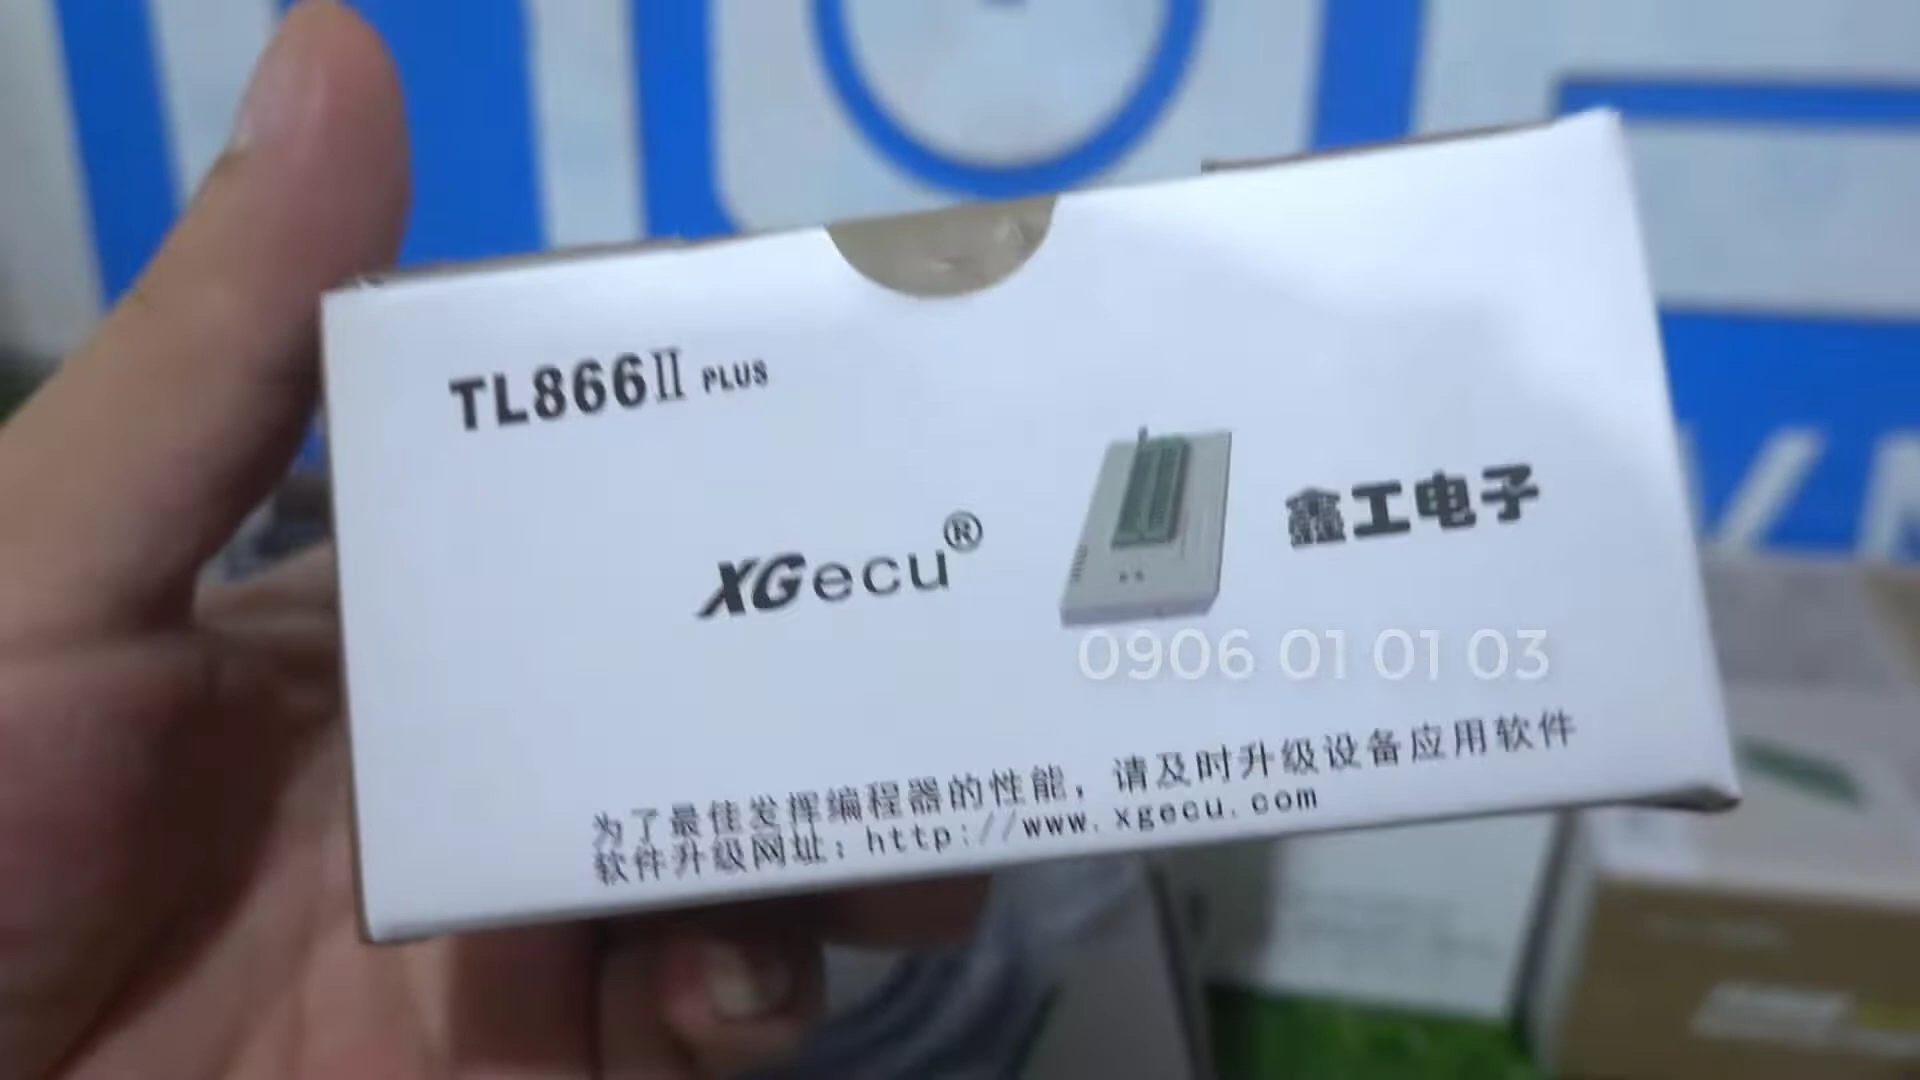 TL866Ⅱ PLUS
XGecu®
鑫工电子
0906 01 01 03
为了最佳发挥编程器的性能，请及时升级设备应用软件
软件升级网址：http://www.xgecu.com